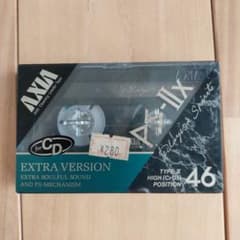 AXIA
PS-IIx
for CD
¥280
EXTRA VERSION
EXTRA SOULFUL SOUND
AND PS-MECHANISM
TYPE II
HIGH (CrO₂)
POSITION
46